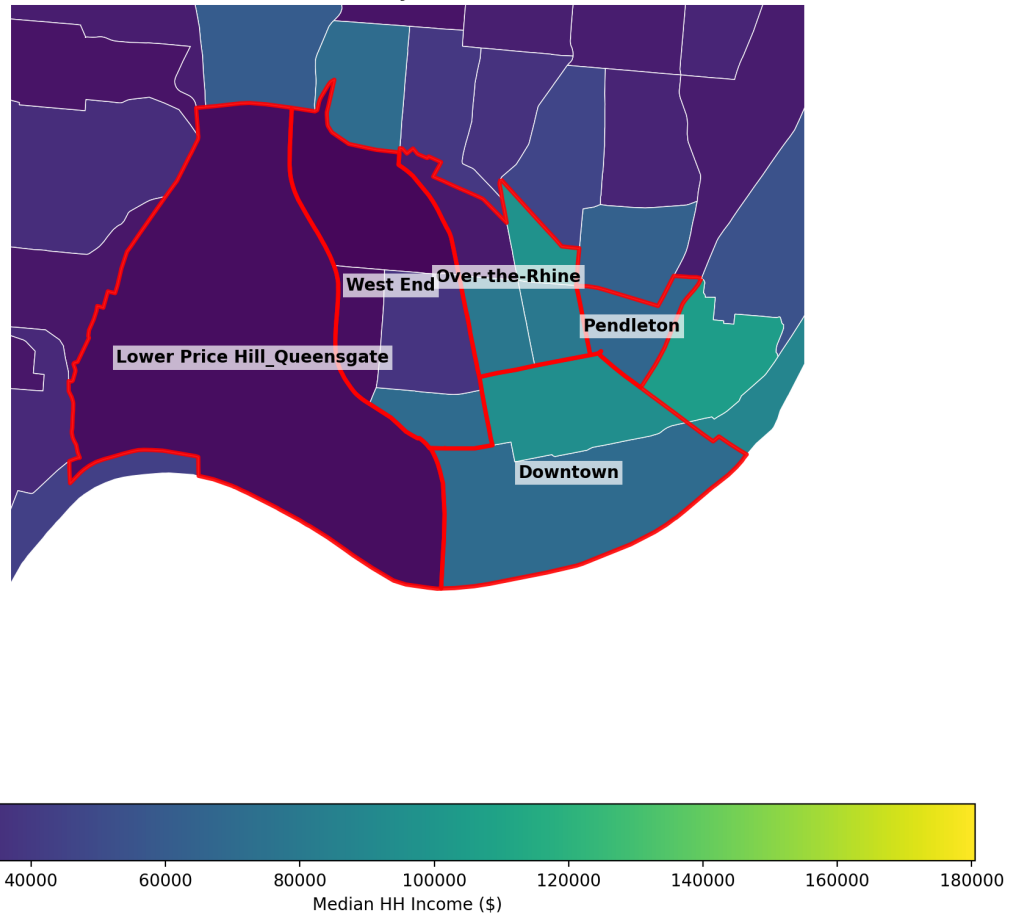 Over-the-Rhine
West End
Pendleton
Lower Price Hill_Queensgate
Downtown
40000 60000 80000 100000 120000 140000 160000 180000
Median HH Income ($)